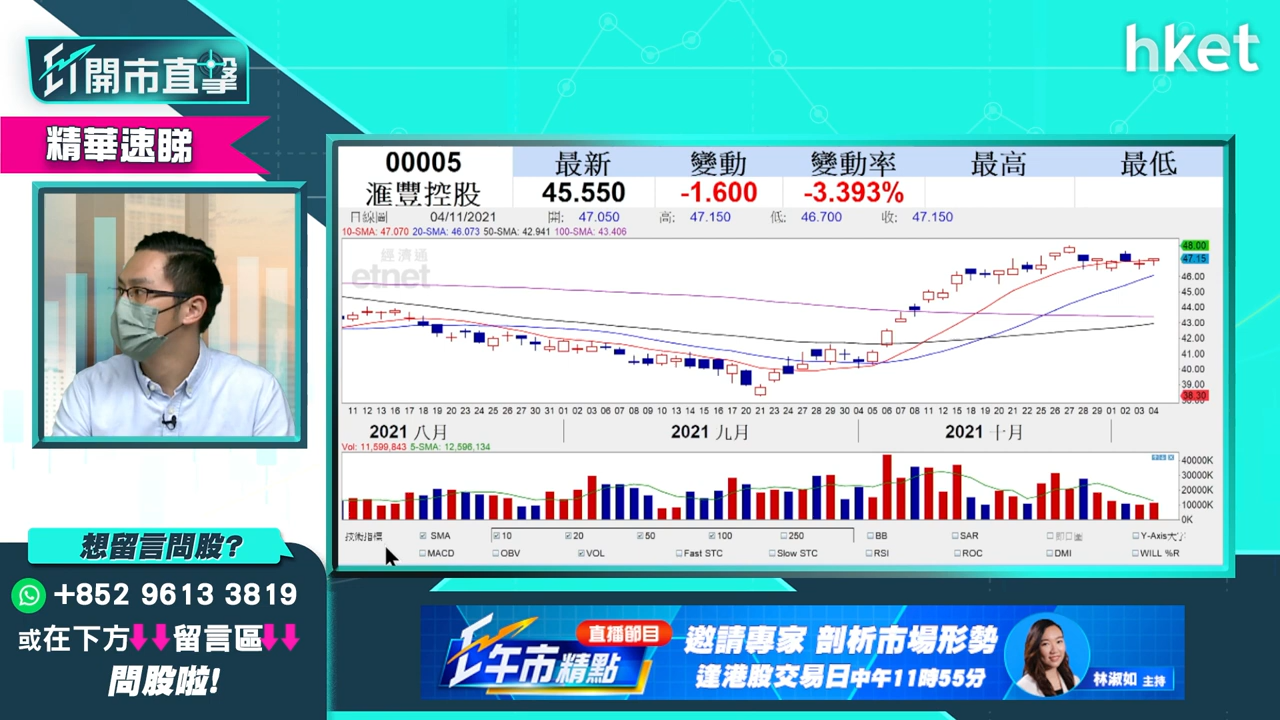 hket
ET開市直擊
精華速睇
00005 最新 變動 變動率 最高 最低
滙豐控股 45.550 -1.600 -3.393%
日線圖 04/11/2021 開: 47.050 高: 47.150 低: 46.700 收: 47.150
10-SMA: 47.070 20-SMA: 46.073 50-SMA: 42.941 100-SMA: 43.406
經濟通
etnet
48.00
47.15
46.00
45.00
44.00
43.00
42.00
41.00
40.00
39.00
38.30
11 12 13 16 17 18 19 20 23 24 25 26 27 30 31 01 02 03 06 07 08 09 10 13 14 15 16 17 20 21 23 24 27 28 29 30 04 05 06 07 08 11 12 15 18 19 20 21 22 25 26 27 28 29 01 02 03 04
2021 八月 2021 九月 2021 十月
Vol: 11,599,843 5-SMA: 12,596,134
40000K
30000K
20000K
10000K
0K
技術指標 SMA 10 20 50 100 250 BB SAR Y-Axis大字
MACD OBV VOL Fast STC Slow STC RSI ROC DMI WILL %R
想留言問股?
+852 9613 3819
或在下方⬇⬇留言區⬇⬇
問股啦!
ET午市精點
直播節目
邀請專家 剖析市場形勢
逢港股交易日中午11時55分
林淑如 主持